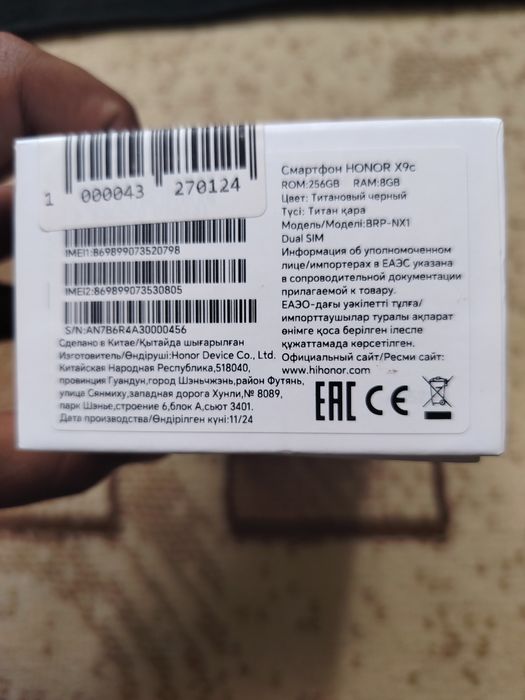 1 000043 270124
IMEI1:869899073520798
IMEI2:869899073530805
S/N:AN7B6R4A30000456
Сделано в Китае/Қытайда шығарылған
Изготовитель/Өндіруші:Honor Device Co., Ltd.
Китайская Народная Республика,518040,
провинция Гуандун,город Шэньчжэнь,район Футянь,
улица Сянмиху,западная дорога Хунли,№ 8089,
парк Шэнье,строение 6,блок А,сьют 3401.
Дата производства/Өндірілген күні:11/24
Смартфон HONOR X9c
ROM:256GB RAM:8GB
Цвет: Титановый черный
Түсі: Титан қара
Модель/Моделі:BRP-NX1
Dual SIM
Информация об уполномоченном
лице/импортерах в ЕАЭС указана
в сопроводительной документации
прилагаемой к товару.
ЕАЭО-дағы уәкілетті тұлға/
импорттаушылар туралы ақпарат
өнімге қоса берілген ілеспе
құжаттамада көрсетілген.
Официальный сайт/Ресми сайт:
www.hihonor.com
EAC CE